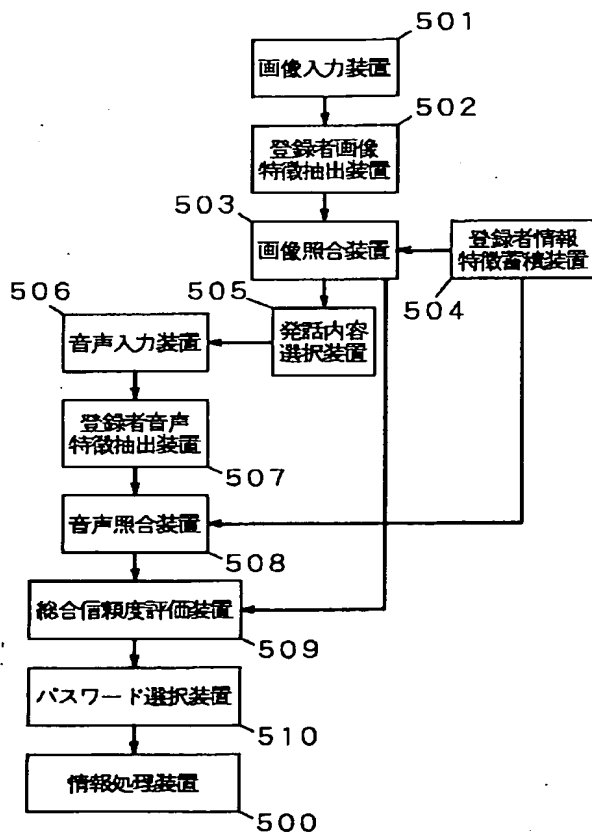 501
画像入力装置
502
登録者画像
特徴抽出装置
503
画像照合装置
登録者情報
特徴蓄積装置
504
505
506
発話内容
選択装置
音声入力装置
登録者音声
特徴抽出装置
507
音声照合装置
508
総合信頼度評価装置
509
パスワード選択装置
510
情報処理装置
500